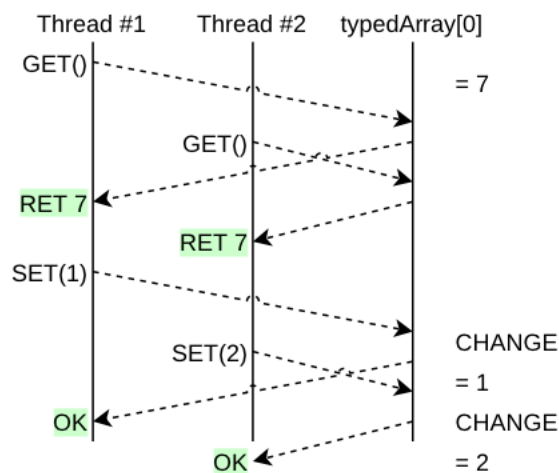 Thread #1 Thread #2 typedArray[0]
GET()
= 7
GET()
RET 7
RET 7
SET(1)
CHANGE
SET(2)
= 1
OK
CHANGE
OK
= 2